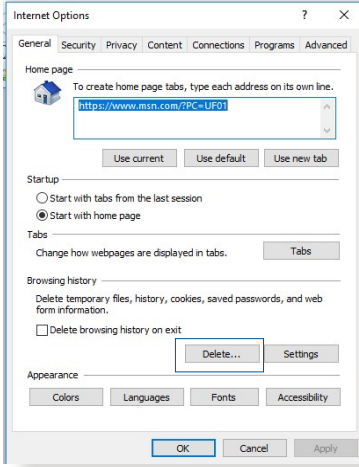 Internet Options ? X
General Security Privacy Content Connections Programs Advanced
Home page
To create home page tabs, type each address on its own line.
https://www.msn.com/?PC=UF01
Use current Use default Use new tab
Startup
Start with tabs from the last session
Start with home page
Tabs
Change how webpages are displayed in tabs. Tabs
Browsing history
Delete temporary files, history, cookies, saved passwords, and web
form information.
Delete browsing history on exit
Delete... Settings
Appearance
Colors Languages Fonts Accessibility
OK Cancel Apply